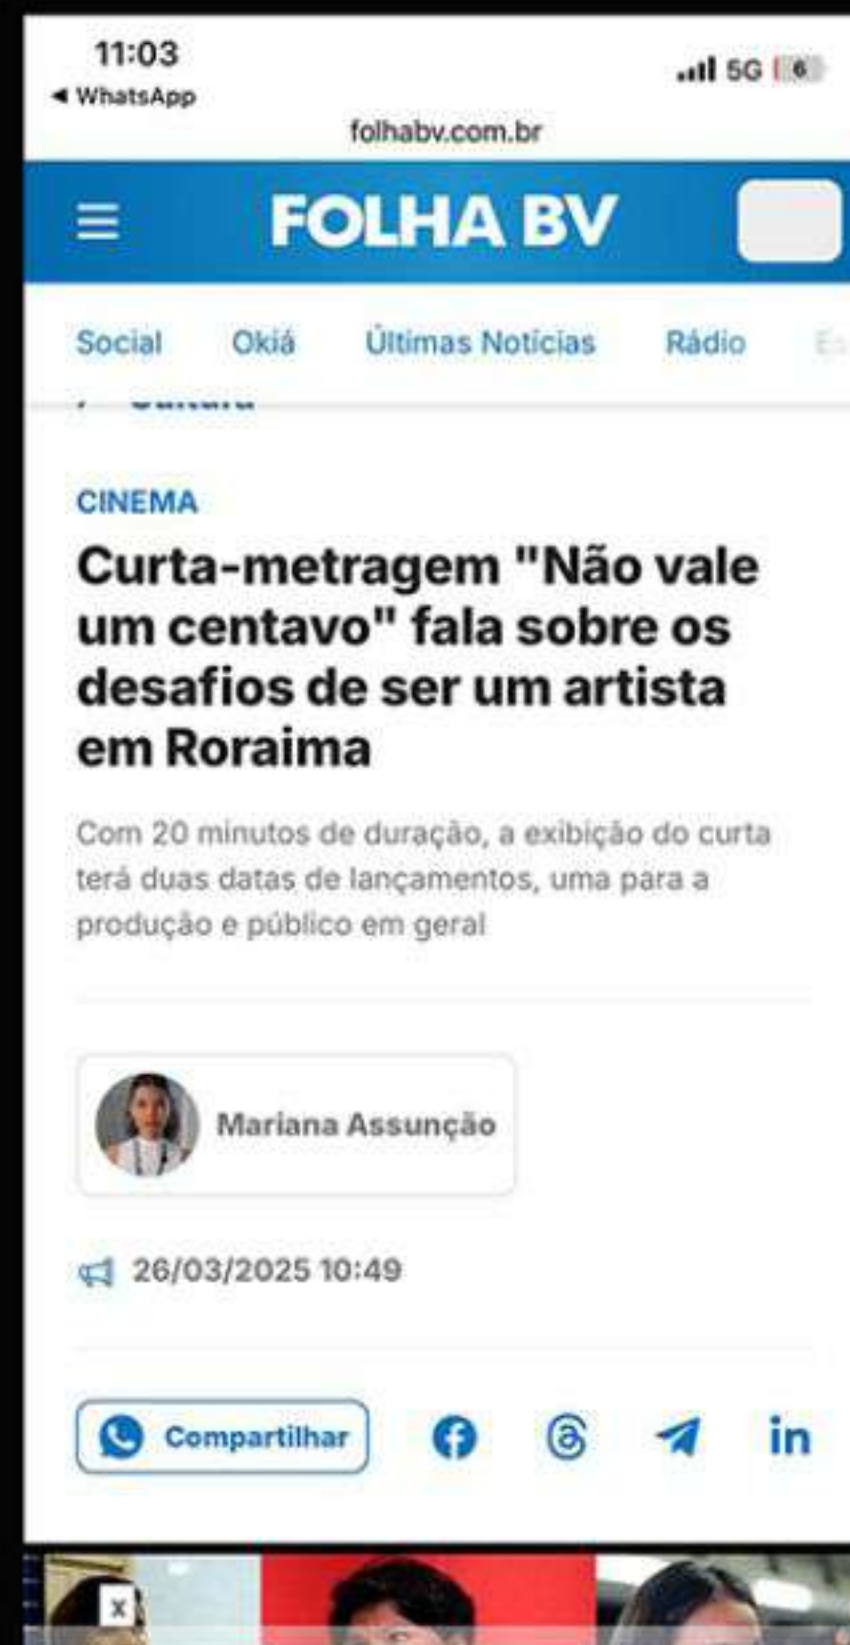 11:03
5G 6
◄ WhatsApp
folhabv.com.br
FOLHA BV
Social Okiá Últimas Notícias Rádio
Cultura
CINEMA
Curta-metragem "Não vale
um centavo" fala sobre os
desafios de ser um artista
em Roraima
Com 20 minutos de duração, a exibição do curta
terá duas datas de lançamentos, uma para a
produção e público em geral
Mariana Assunção
26/03/2025 10:49
Compartilhar
in
x